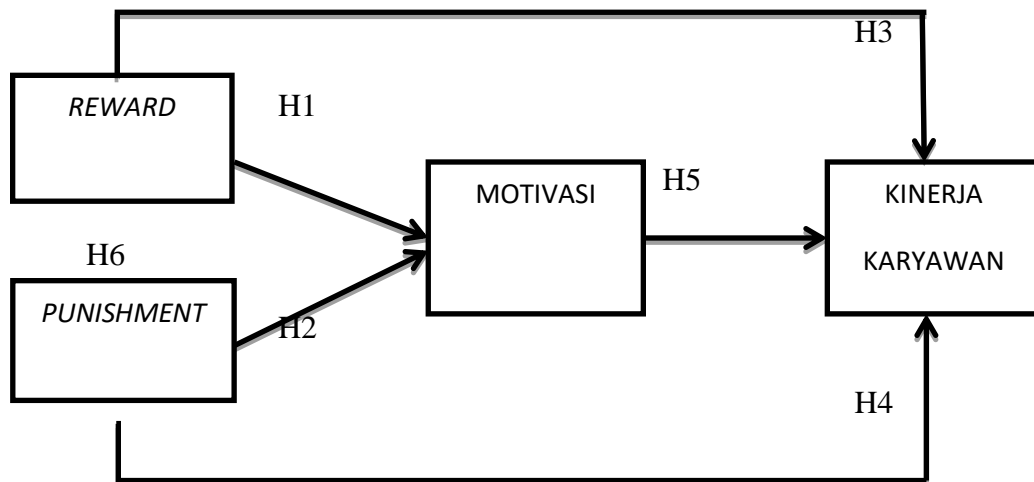 H3
REWARD
H1
MOTIVASI
H5
KINERJA
KARYAWAN
H6
PUNISHMENT
H2
H4